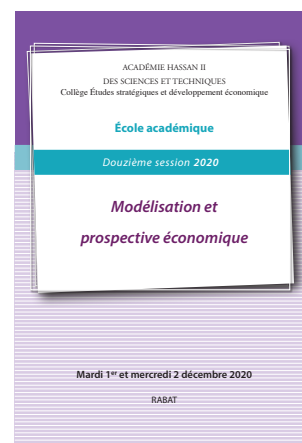 ACADÉMIE HASSAN II
DES SCIENCES ET TECHNIQUES
Collège Études stratégiques et développement économique
École académique
Douzième session 2020
Modélisation et
prospective économique
Mardi 1er et mercredi 2 décembre 2020
RABAT